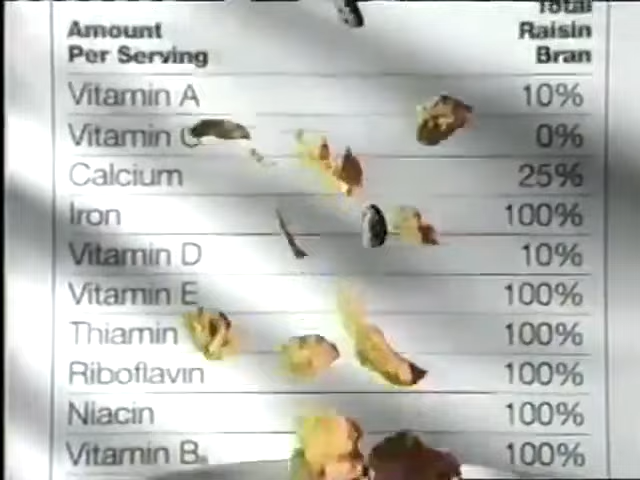 Total
Amount Raisin
Per Serving Bran
Vitamin A 10%
Vitamin C 0%
Calcium 25%
Iron 100%
Vitamin D 10%
Vitamin E 100%
Thiamin 100%
Riboflavin 100%
Niacin 100%
Vitamin B₆ 100%